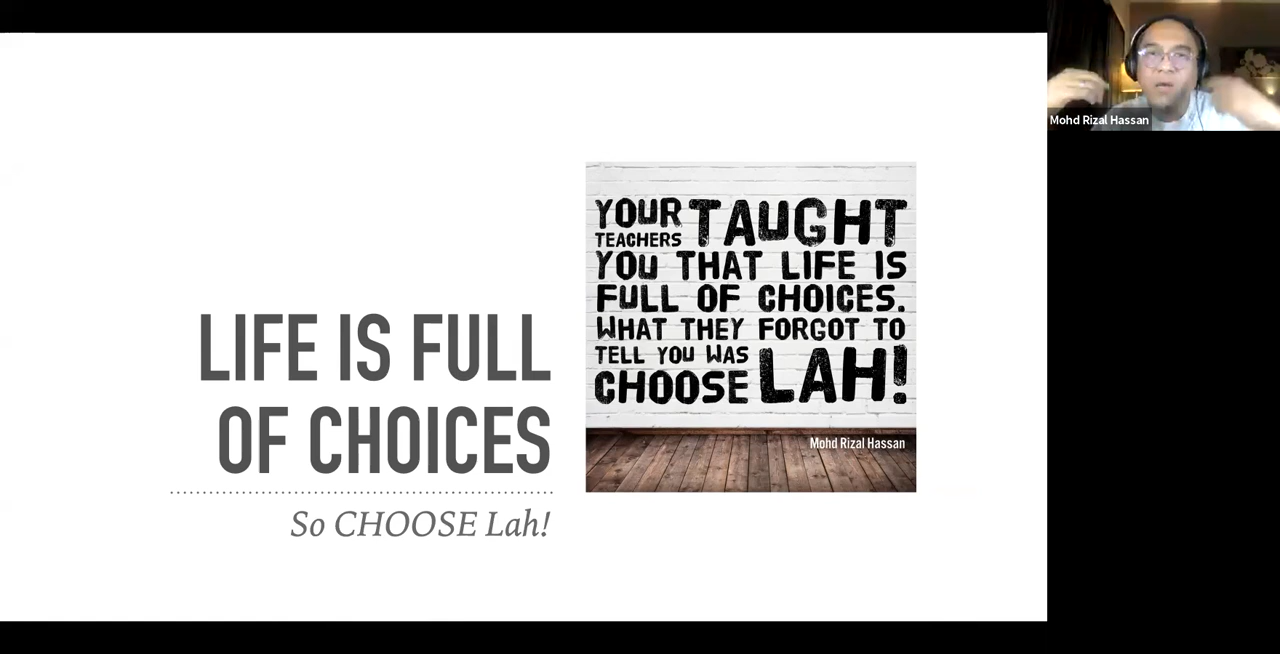 Mohd Rizal Hassan
LIFE IS FULL
OF CHOICES
So CHOOSE Lah!
YOUR TEACHERS TAUGHT
YOU THAT LIFE IS
FULL OF CHOICES.
WHAT THEY FORGOT TO
TELL YOU WAS
CHOOSE LAH!
Mohd Rizal Hassan